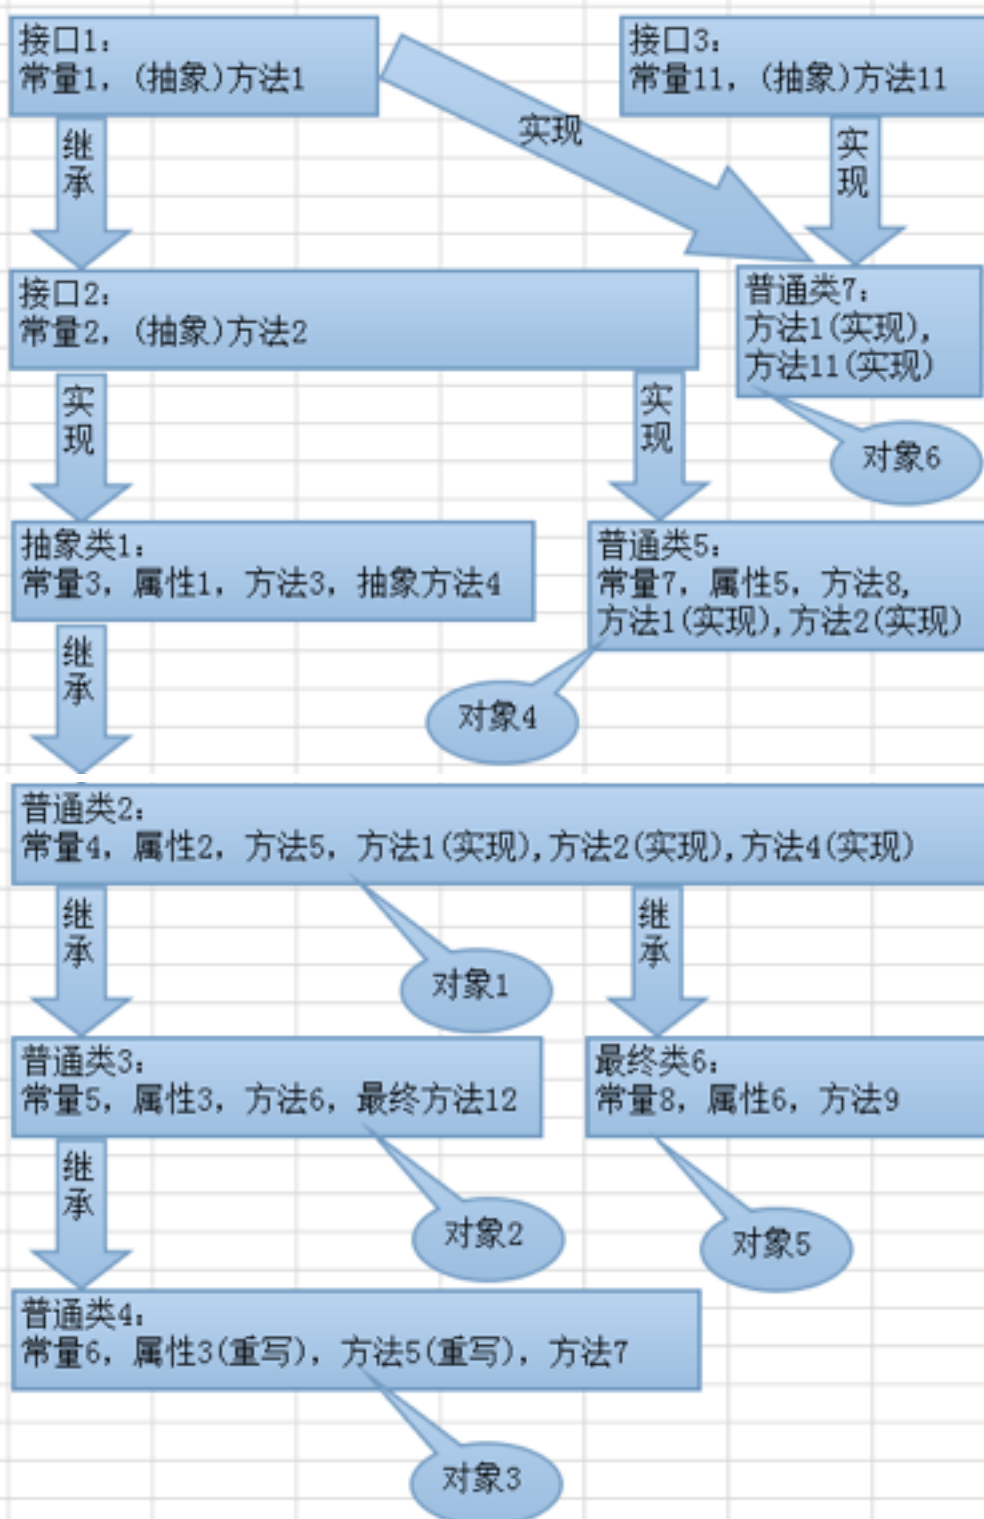 接口1：
常量1，(抽象)方法1
接口3：
常量11，(抽象)方法11
继承
实现
实现
接口2：
常量2，(抽象)方法2
普通类7：
方法1(实现),
方法11(实现)
实现
实现
对象6
抽象类1：
常量3，属性1，方法3，抽象方法4
普通类5：
常量7，属性5，方法8,
方法1(实现),方法2(实现)
继承
对象4
普通类2：
常量4，属性2，方法5，方法1(实现),方法2(实现),方法4(实现)
继承
继承
对象1
普通类3：
常量5，属性3，方法6，最终方法12
最终类6：
常量8，属性6，方法9
继承
对象2
对象5
普通类4：
常量6，属性3(重写)，方法5(重写)，方法7
对象3